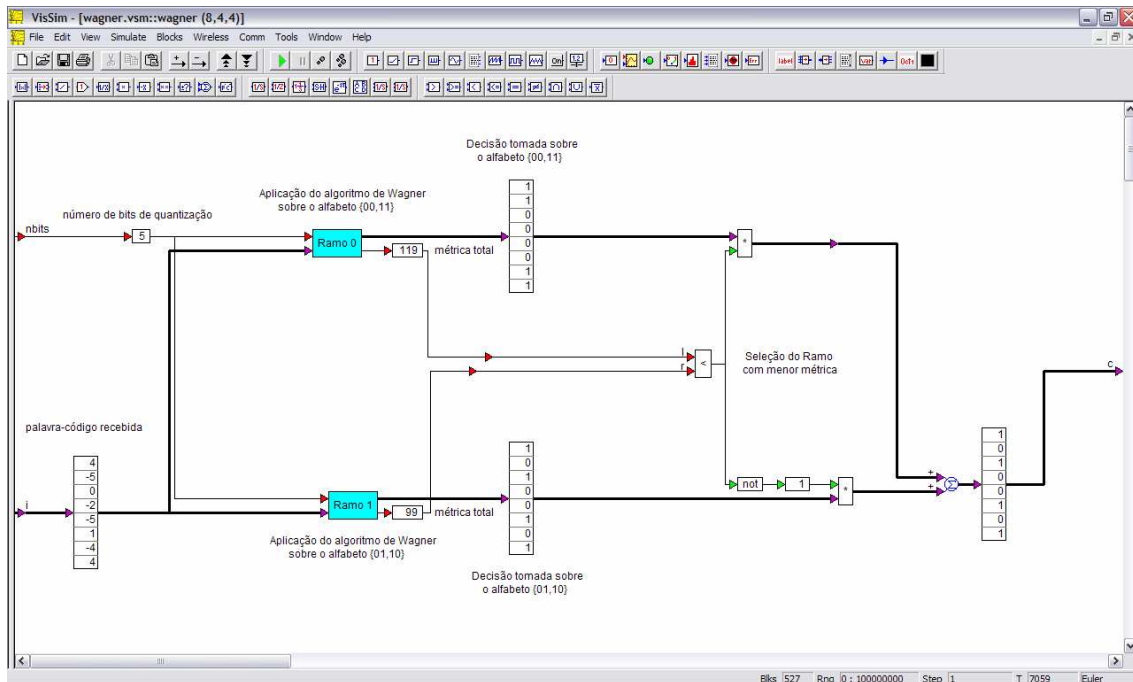 VisSim - [wagner.vsm::wagner (8,4,4)]
File Edit View Simulate Blocks Wireless Comm Tools Window Help
Decisão tomada sobre
o alfabeto {00,11}
1
1
0
0
0
0
1
1
Aplicação do algoritmo de Wagner
sobre o alfabeto {00,11}
número de bits de quantização
nbits
5
Ramo 0
119
métrica total
*
l
r
<
Seleção do Ramo
com menor métrica
c
palavra-código recebida
i
4
-5
0
-2
-5
1
-4
4
Ramo 1
99
métrica total
Aplicação do algoritmo de Wagner
sobre o alfabeto {01,10}
1
0
1
0
0
1
0
1
Decisão tomada sobre
o alfabeto {01,10}
not
1
*
+
+
Σ
1
0
1
0
0
1
0
1
Blks 527 Rng 0 : 100000000 Step 1 T 7059 Euler